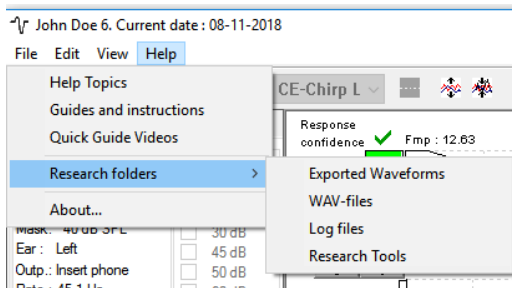 John Doe 6. Current date : 08-11-2018
File Edit View Help
Help Topics
Guides and instructions
Quick Guide Videos
Research folders
About...
CE-Chirp L
Response
confidence
Fmp : 12.63
Exported Waveforms
WAV-files
Log files
Research Tools
Mask.: 40 dB SPL
30 dB
Ear : Left
45 dB
Outp.: Insert phone
50 dB